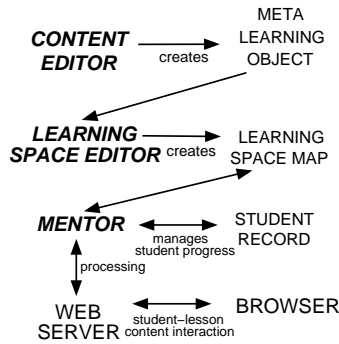 META
CONTENT
EDITOR
creates
LEARNING
OBJECT
LEARNING
SPACE EDITOR
creates
LEARNING
SPACE MAP
MENTOR
manages
student progress
STUDENT
RECORD
processing
WEB
SERVER
student–lesson
content interaction
BROWSER